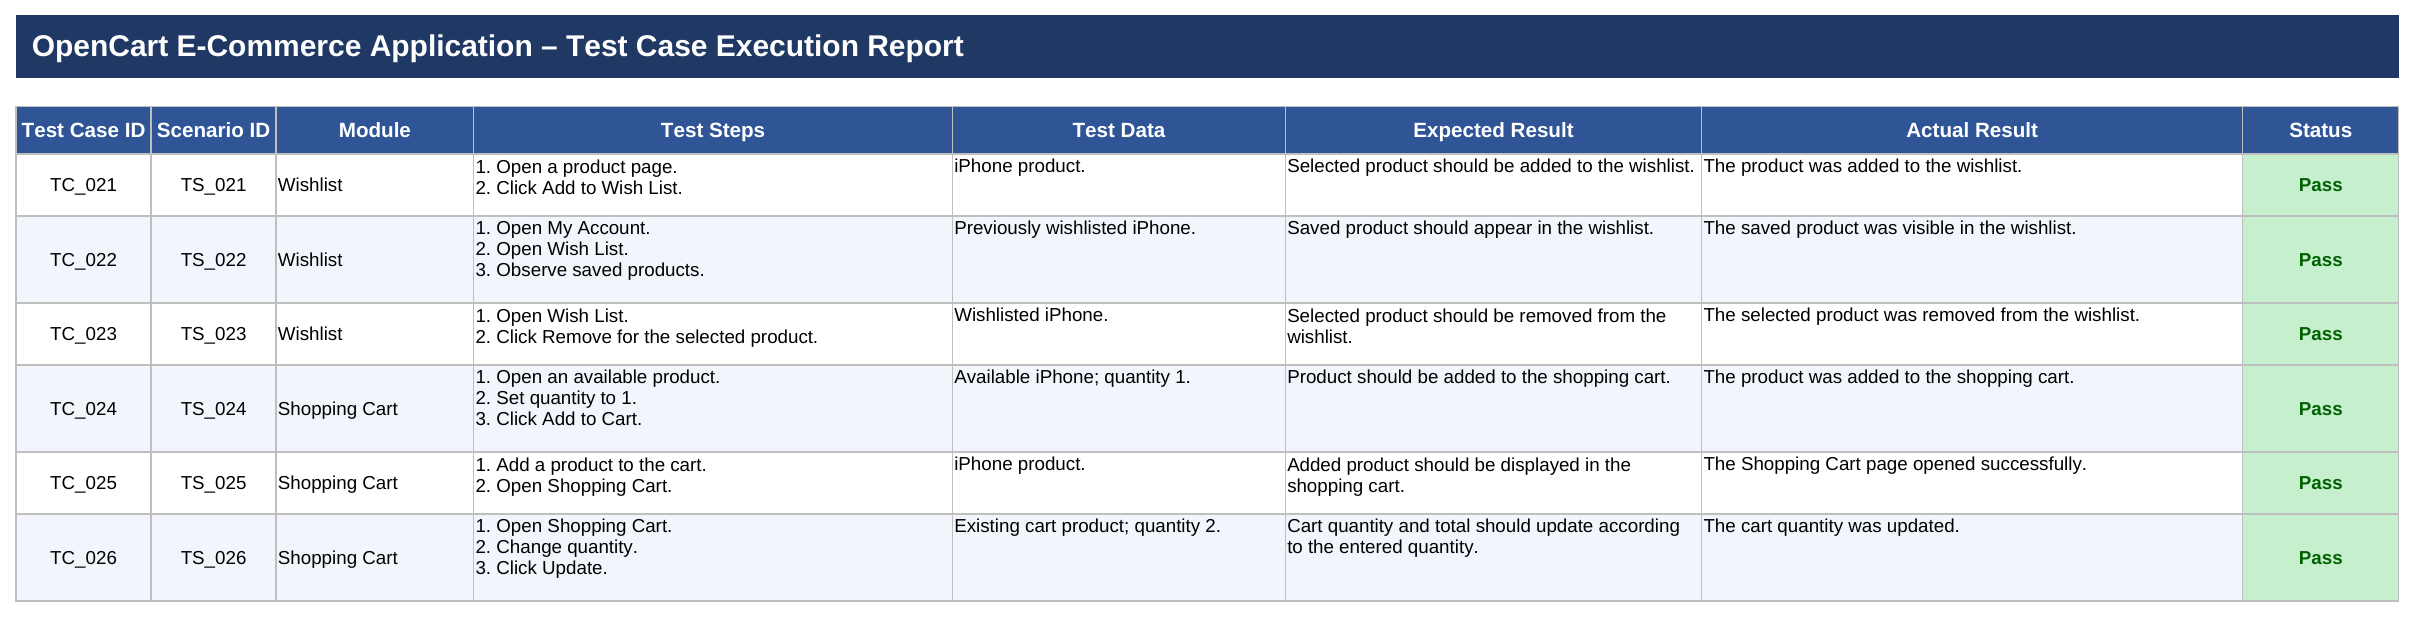 OpenCart E-Commerce Application – Test Case Execution Report
Test Case ID Scenario ID Module Test Steps Test Data Expected Result Actual Result Status
TC_021 TS_021 Wishlist
1. Open a product page.
2. Click Add to Wish List.
iPhone product.
Selected product should be added to the wishlist.
The product was added to the wishlist.
Pass
TC_022 TS_022 Wishlist
1. Open My Account.
2. Open Wish List.
3. Observe saved products.
Previously wishlisted iPhone.
Saved product should appear in the wishlist.
The saved product was visible in the wishlist.
Pass
TC_023 TS_023 Wishlist
1. Open Wish List.
2. Click Remove for the selected product.
Wishlisted iPhone.
Selected product should be removed from the
wishlist.
The selected product was removed from the wishlist.
Pass
TC_024 TS_024 Shopping Cart
1. Open an available product.
2. Set quantity to 1.
3. Click Add to Cart.
Available iPhone; quantity 1.
Product should be added to the shopping cart.
The product was added to the shopping cart.
Pass
TC_025 TS_025 Shopping Cart
1. Add a product to the cart.
2. Open Shopping Cart.
iPhone product.
Added product should be displayed in the
shopping cart.
The Shopping Cart page opened successfully.
Pass
TC_026 TS_026 Shopping Cart
1. Open Shopping Cart.
2. Change quantity.
3. Click Update.
Existing cart product; quantity 2.
Cart quantity and total should update according
to the entered quantity.
The cart quantity was updated.
Pass